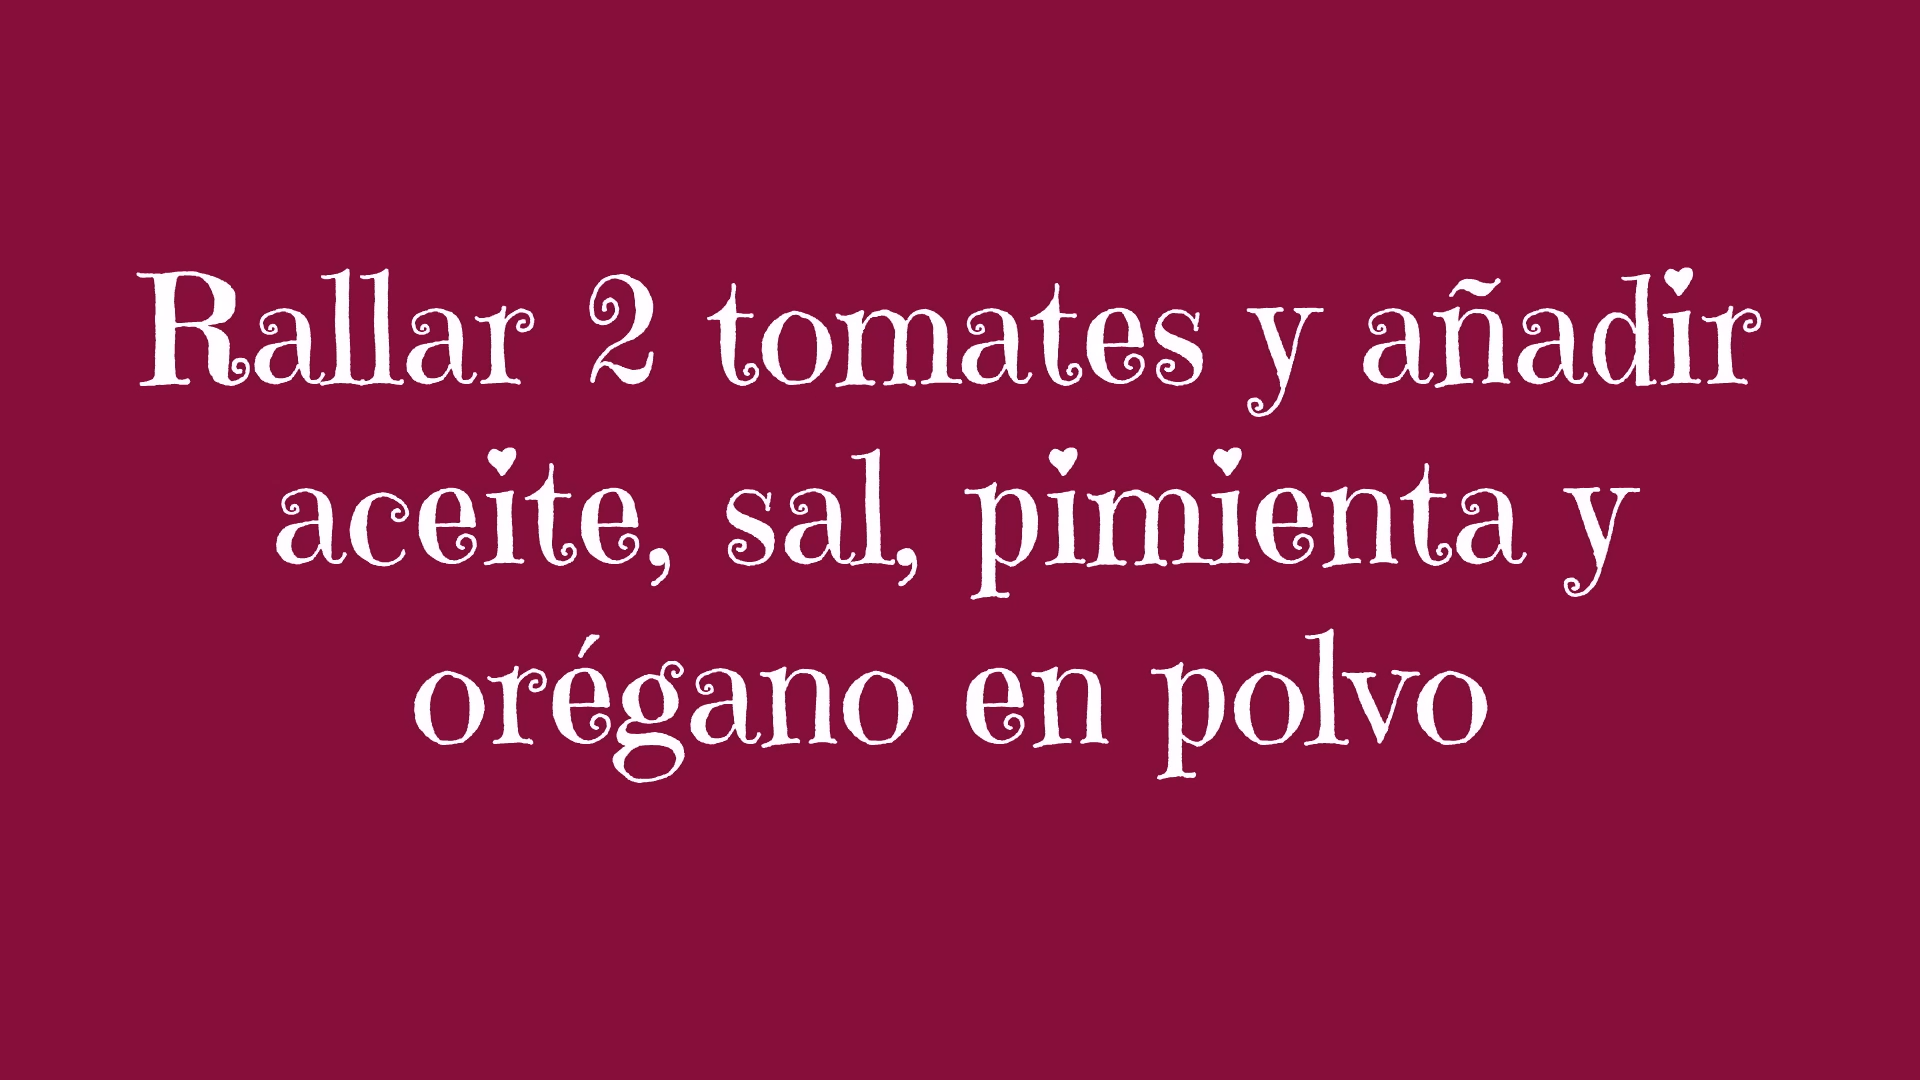 Rallar 2 tomates y añadir
aceite, sal, pimienta y
orégano en polvo